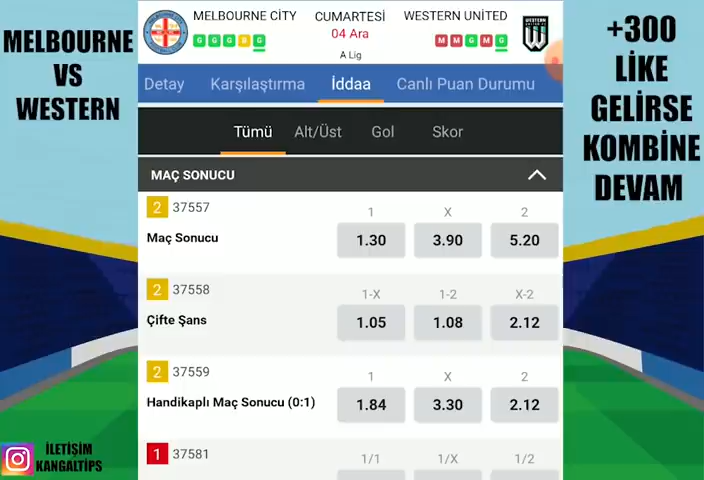 MELBOURNE
VS
WESTERN
MELBOURNE CITY
G G G B G
CUMARTESİ
04 Ara
A Lig
WESTERN UNITED
M M G M G
WESTERN UNITED
+300
LİKE
GELİRSE
KOMBİNE
DEVAM
Detay Karşılaştırma İddaa Canlı Puan Durumu
Tümü Alt/Üst Gol Skor
MAÇ SONUCU
2 37557
1 X 2
Maç Sonucu 1.30 3.90 5.20
2 37558
1-X 1-2 X-2
Çifte Şans 1.05 1.08 2.12
2 37559
1 X 2
Handikaplı Maç Sonucu (0:1) 1.84 3.30 2.12
1 37581
1/1 1/X 1/2
İLETİŞİM
KANGALTIPS